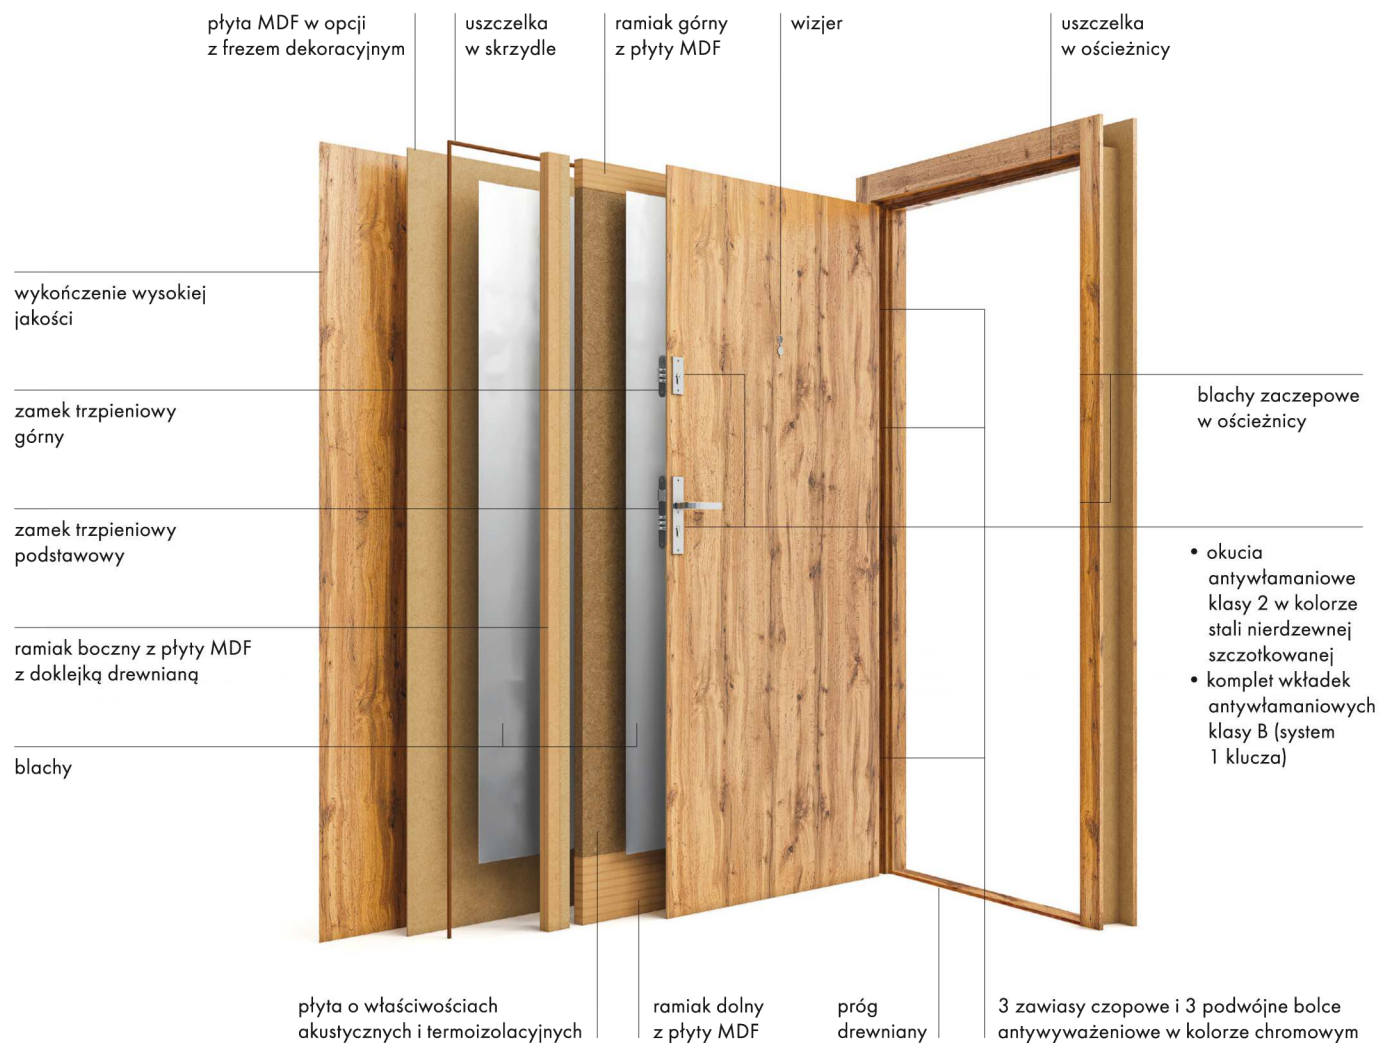 płyta MDF w opcji
z frezem dekoracyjnym
uszczelka
w skrzydle
ramiak górny
z płyty MDF
wizjer
uszczelka
w ościeżnicy
wykończenie wysokiej
jakości
zamek trzpieniowy
górny
zamek trzpieniowy
podstawowy
ramiak boczny z płyty MDF
z doklejką drewnianą
blachy
blachy zaczepowe
w ościeżnicy
• okucia
antywłamaniowe
klasy 2 w kolorze
stali nierdzewnej
szczotkowanej
• komplet wkładek
antywłamaniowych
klasy B (system
1 klucza)
płyta o właściwościach
akustycznych i termoizolacyjnych
ramiak dolny
z płyty MDF
próg
drewniany
3 zawiasy czopowe i 3 podwójne bolce
antywyważeniowe w kolorze chromowym